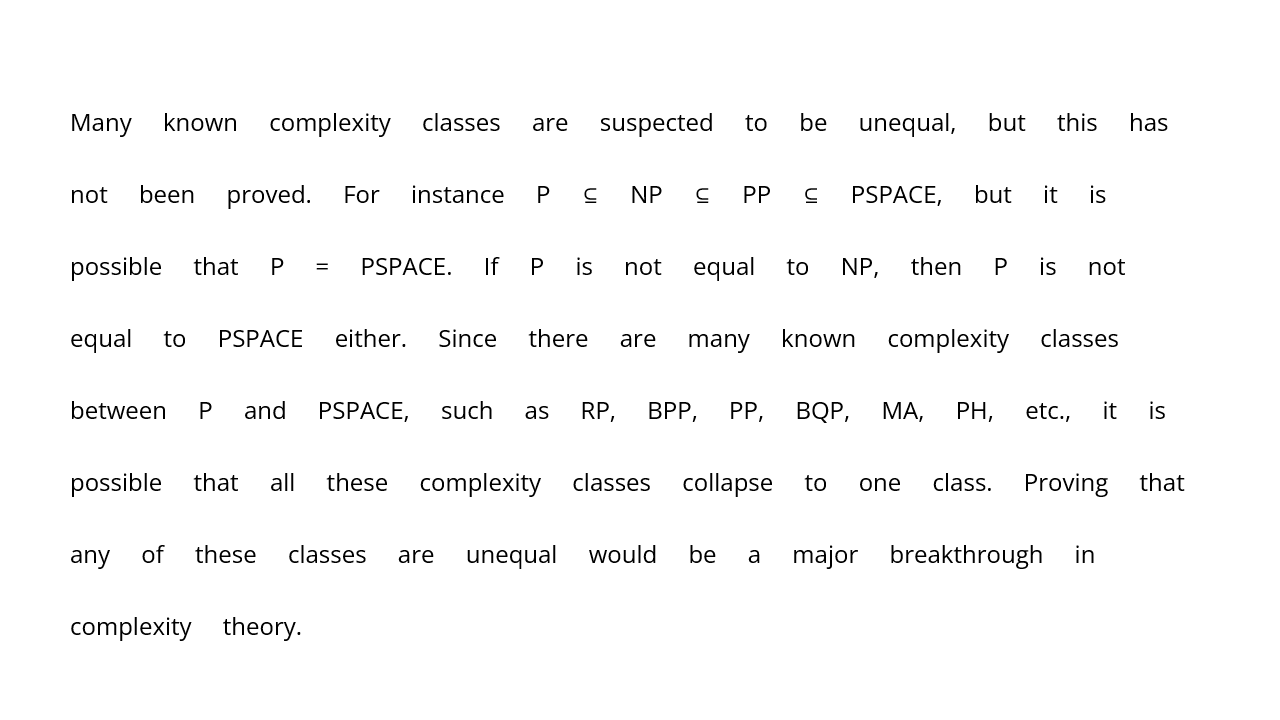 Many known complexity classes are suspected to be unequal, but this has
not been proved. For instance P ⊆ NP ⊆ PP ⊆ PSPACE, but it is
possible that P = PSPACE. If P is not equal to NP, then P is not
equal to PSPACE either. Since there are many known complexity classes
between P and PSPACE, such as RP, BPP, PP, BQP, MA, PH, etc., it is
possible that all these complexity classes collapse to one class. Proving that
any of these classes are unequal would be a major breakthrough in
complexity theory.